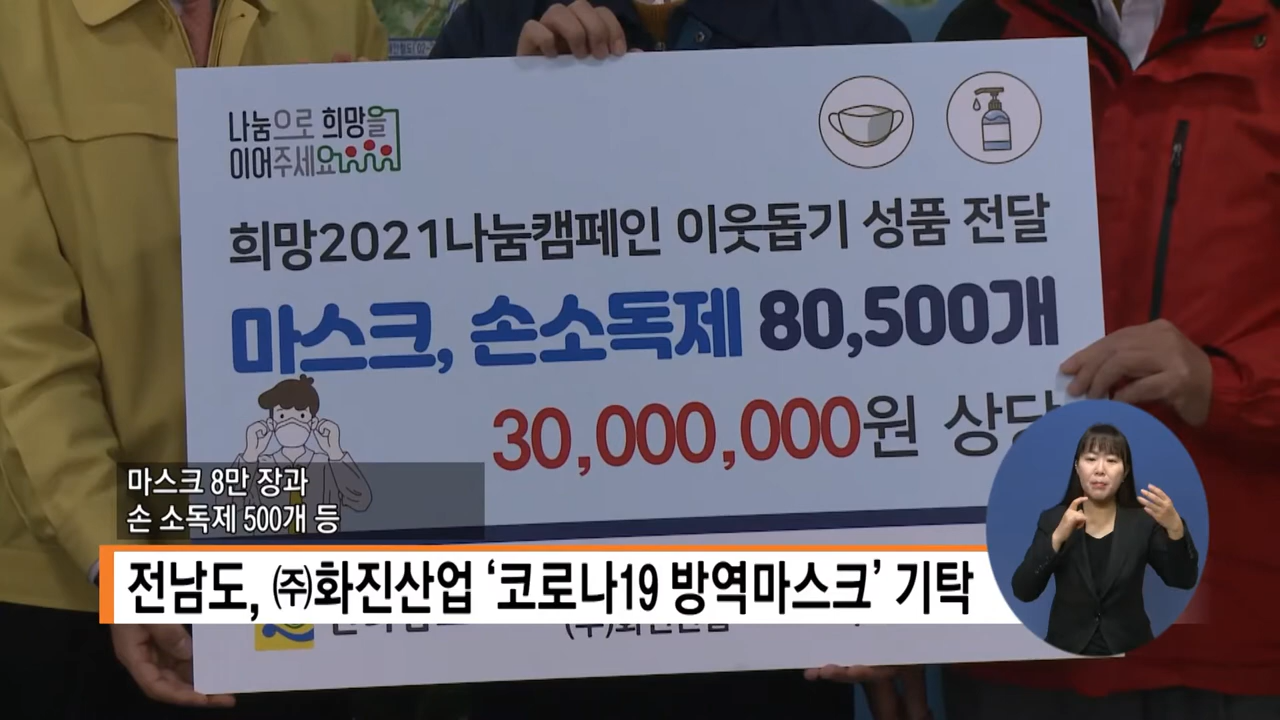 나눔으로 희망을
이어주세요
희망2021나눔캠페인 이웃돕기 성품 전달
마스크, 손소독제 80,500개
30,000,000원 상당
마스크 8만 장과
손 소독제 500개 등
전남도, ㈜화진산업 ‘코로나19 방역마스크’ 기탁